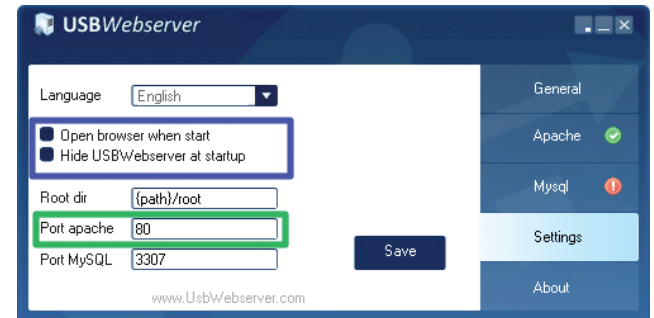 USBWebserver
Language English
Open browser when start
Hide USBWebserver at startup
Root dir {path}/root
Port apache 80
Port MySQL 3307
Save
www.UsbWebserver.com
General
Apache
Mysql
Settings
About